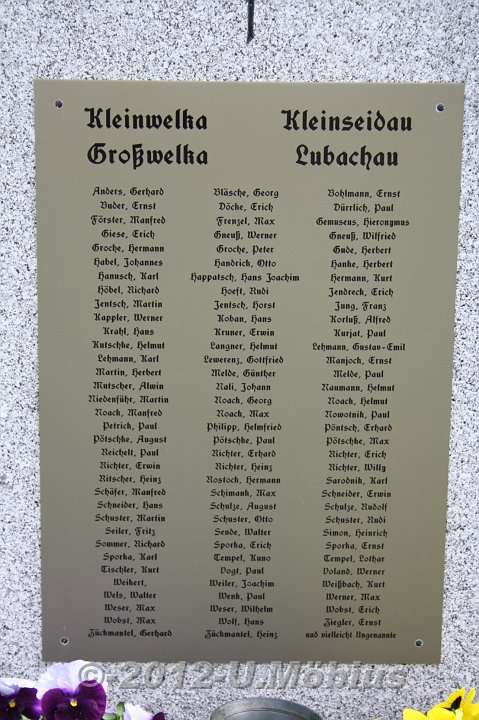 Kleinwelka Kleinseidau
Großwelka Lubachau
Anders, Gerhard Bläsche, Georg Bohlmann, Ernst
Buder, Ernst Döcke, Erich Dürrlich, Paul
Förster, Manfred Frenzel, Max Gemuseus, Hieronymus
Giese, Erich Gneuß, Werner Gneuß, Wilfried
Groche, Hermann Groche, Peter Gude, Herbert
Habel, Johannes Handrick, Otto Hanke, Herbert
Hanusch, Karl Happatsch, Hans Joachim Hermann, Kurt
Höbel, Richard Hoeft, Rudi Jendreck, Erich
Jentsch, Martin Jentsch, Horst Jung, Franz
Kappler, Werner Koban, Hans Korluß, Alfred
Krahl, Hans Kruner, Erwin Kurjat, Paul
Kutschke, Helmut Langner, Helmut Lehmann, Gustav-Emil
Lehmann, Karl Lewerenz, Gottfried Manjock, Ernst
Martin, Herbert Melde, Günther Melde, Paul
Mutscher, Alwin Nali, Johann Naumann, Helmut
Niedenführ, Martin Noack, Georg Noack, Helmut
Noack, Manfred Noack, Max Nowotnik, Paul
Petrick, Paul Philipp, Helmfried Pöntsch, Erhard
Pötschke, August Pötschke, Paul Pötschke, Max
Reichelt, Paul Richter, Erhard Richter, Erich
Richter, Erwin Richter, Heinz Richter, Willy
Ritscher, Heinz Rostock, Hermann Sarodnik, Karl
Schäfer, Manfred Schimank, Max Schneider, Erwin
Schneider, Hans Schulze, August Schulze, Rudolf
Schuster, Martin Schuster, Otto Schuster, Rudi
Seiler, Fritz Sende, Walter Simon, Heinrich
Sommer, Richard Sporka, Erich Sporka, Ernst
Sporka, Karl Tempel, Kuno Tempel, Lothar
Tischler, Kurt Vogt, Paul Voland, Werner
Weikert, Weiler, Joachim Weißbach, Kurt
Wels, Walter Wenk, Paul Werner, Max
Weser, Max Weser, Wilhelm Wobst, Erich
Wobst, Max Wolf, Hans Ziegler, Ernst
Zückmantel, Gerhard Zückmantel, Heinz und vielleicht Ungenannte
© 2012-U.Möbius